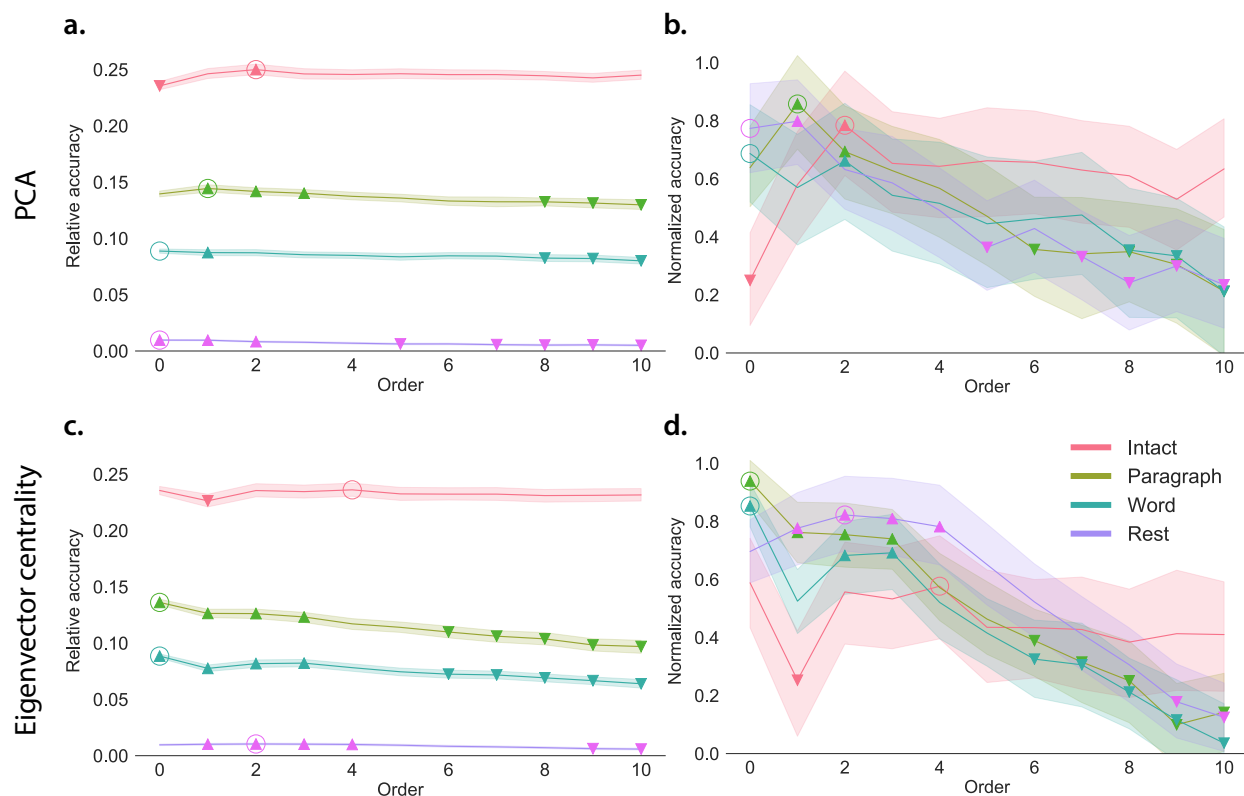 a.
PCA
Relative accuracy
0.25
0.20
0.15
0.10
0.05
0.00
0 2 4 6 8 10
Order
b.
Normalized accuracy
1.0
0.8
0.6
0.4
0.2
0.0
0 2 4 6 8 10
Order
c.
Eigenvector centrality
Relative accuracy
0.25
0.20
0.15
0.10
0.05
0.00
0 2 4 6 8 10
Order
d.
Normalized accuracy
1.0
0.8
0.6
0.4
0.2
0.0
0 2 4 6 8 10
Order
Intact
Paragraph
Word
Rest